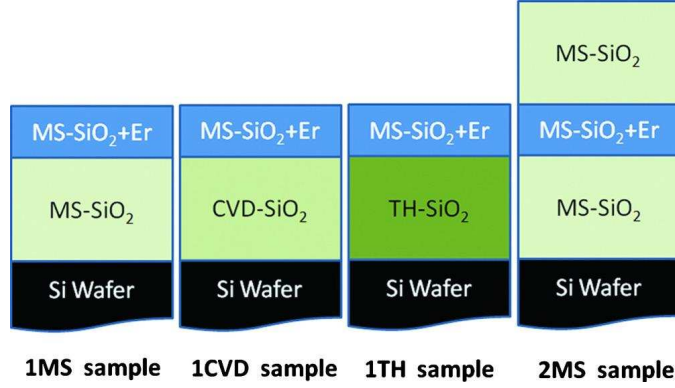 MS-SiO₂
MS-SiO₂+Er
MS-SiO₂+Er
MS-SiO₂+Er
MS-SiO₂+Er
MS-SiO₂
CVD-SiO₂
TH-SiO₂
MS-SiO₂
Si Wafer
Si Wafer
Si Wafer
Si Wafer
1MS sample
1CVD sample
1TH sample
2MS sample